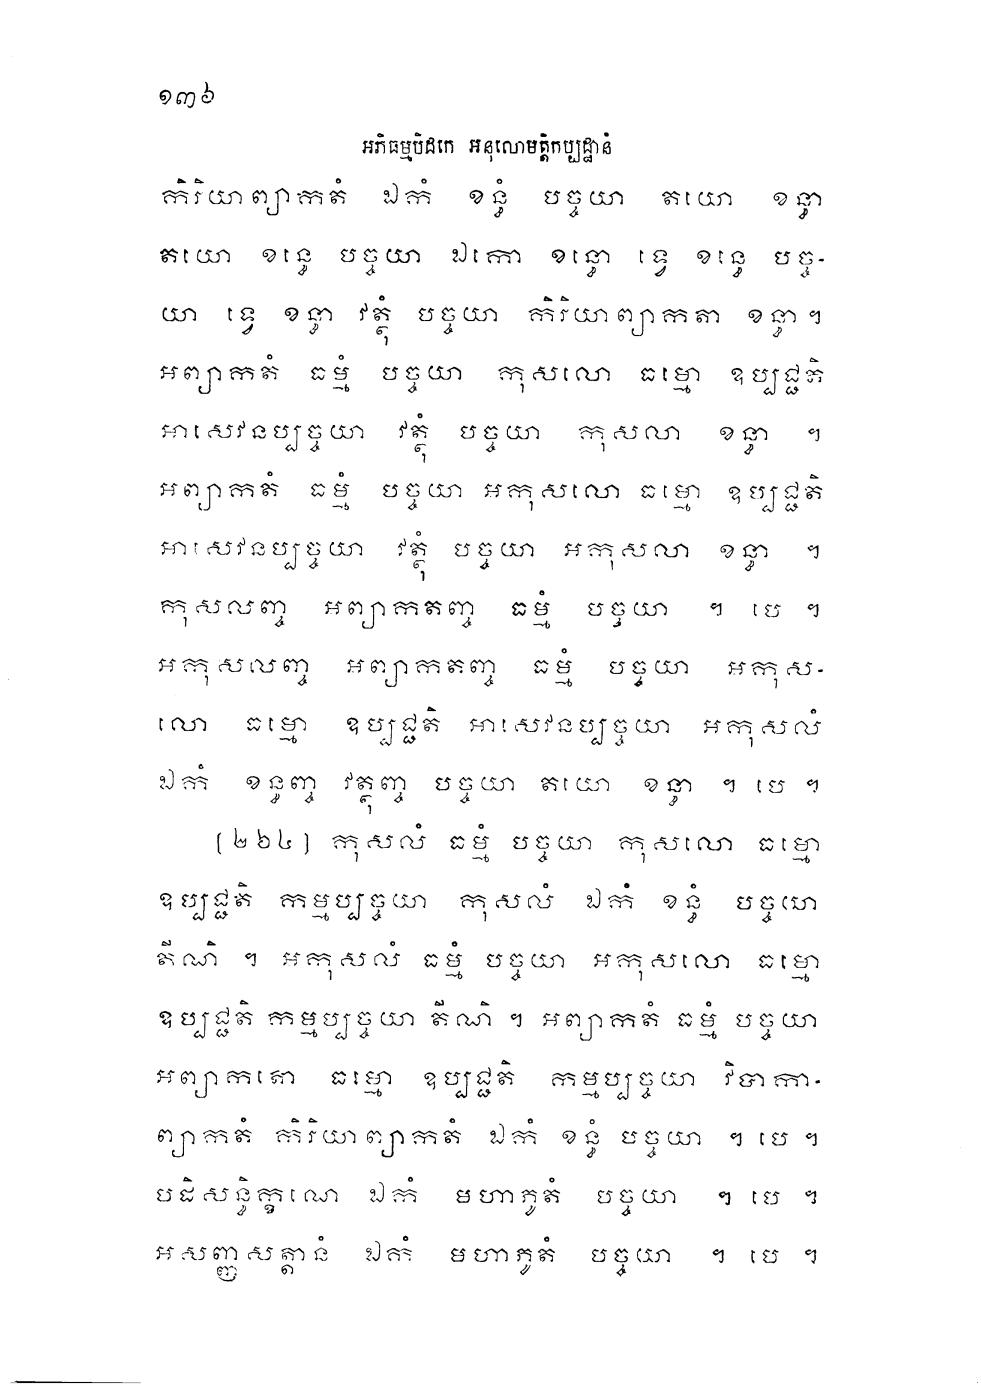 ១៣៦
អភិធម្មបិដកេ អនុលោមត្តិកប្បដ្ឋានំ
កិរិយាព្យាកតំ ឯកំ ខន្ធំ បច្ចយា តយោ ខន្ធា
តយោ ខន្ធេ បច្ចយា ឯកោ ខន្ធោ ទ្វេ ខន្ធេ បច្ច-
យា ទ្វេ ខន្ធា វត្ថុំ បច្ចយា កិរិយាព្យាកតា ខន្ធា។
អព្យាកតំ ធម្មំ បច្ចយា កុសលោ ធម្មោ ឧប្បជ្ជតិ
អាសេវនប្បច្ចយា វត្ថុំ បច្ចយា កុសលា ខន្ធា ។
អព្យាកតំ ធម្មំ បច្ចយា អកុសលោ ធម្មោ ឧប្បជ្ជតិ
អាសេវនប្បច្ចយា វត្ថុំ បច្ចយា អកុសលា ខន្ធា ។
កុសលញ្ច អព្យាកតញ្ច ធម្មំ បច្ចយា ។ បេ ។
អកុសលញ្ច អព្យាកតញ្ច ធម្មំ បច្ចយា អកុស-
លោ ធម្មោ ឧប្បជ្ជតិ អាសេវនប្បច្ចយា អកុសលំ
ឯកំ ខន្ធញ្ច វត្ថុញ្ច បច្ចយា តយោ ខន្ធា ។ បេ ។
[២៦៤] កុសលំ ធម្មំ បច្ចយា កុសលោ ធម្មោ
ឧប្បជ្ជតិ កម្មប្បច្ចយា កុសលំ ឯកំ ខន្ធំ បច្ចយោ
តីណិ ។ អកុសលំ ធម្មំ បច្ចយា អកុសលោ ធម្មោ
ឧប្បជ្ជតិ កម្មប្បច្ចយា តីណិ ។ អព្យាកតំ ធម្មំ បច្ចយា
អព្យាកតោ ធម្មោ ឧប្បជ្ជតិ កម្មប្បច្ចយា វិបាកា-
ព្យាកតំ កិរិយាព្យាកតំ ឯកំ ខន្ធំ បច្ចយា ។ បេ ។
បដិសន្ធិក្ខណេ ឯកំ មហាភូតំ បច្ចយា ។ បេ ។
អសញ្ញសត្តានំ ឯកំ មហាភូតំ បច្ចយា ។ បេ ។